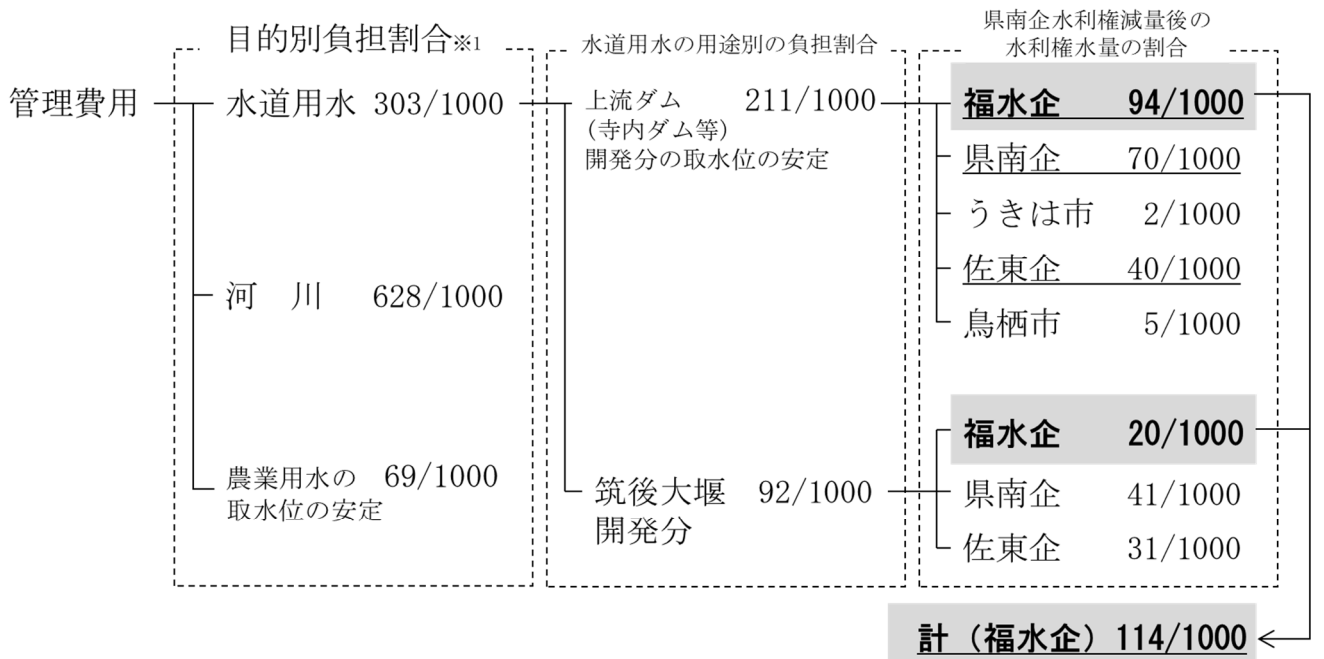 目的別負担割合※1
水道用水の用途別の負担割合
県南企水利権減量後の
水利権水量の割合
管理費用
水道用水 303/1000
河 川 628/1000
農業用水の 69/1000
取水位の安定
上流ダム 211/1000
(寺内ダム等)
開発分の取水位の安定
筑後大堰 92/1000
開発分
福水企 94/1000
県南企 70/1000
うきは市 2/1000
佐東企 40/1000
鳥栖市 5/1000
福水企 20/1000
県南企 41/1000
佐東企 31/1000
計（福水企）114/1000